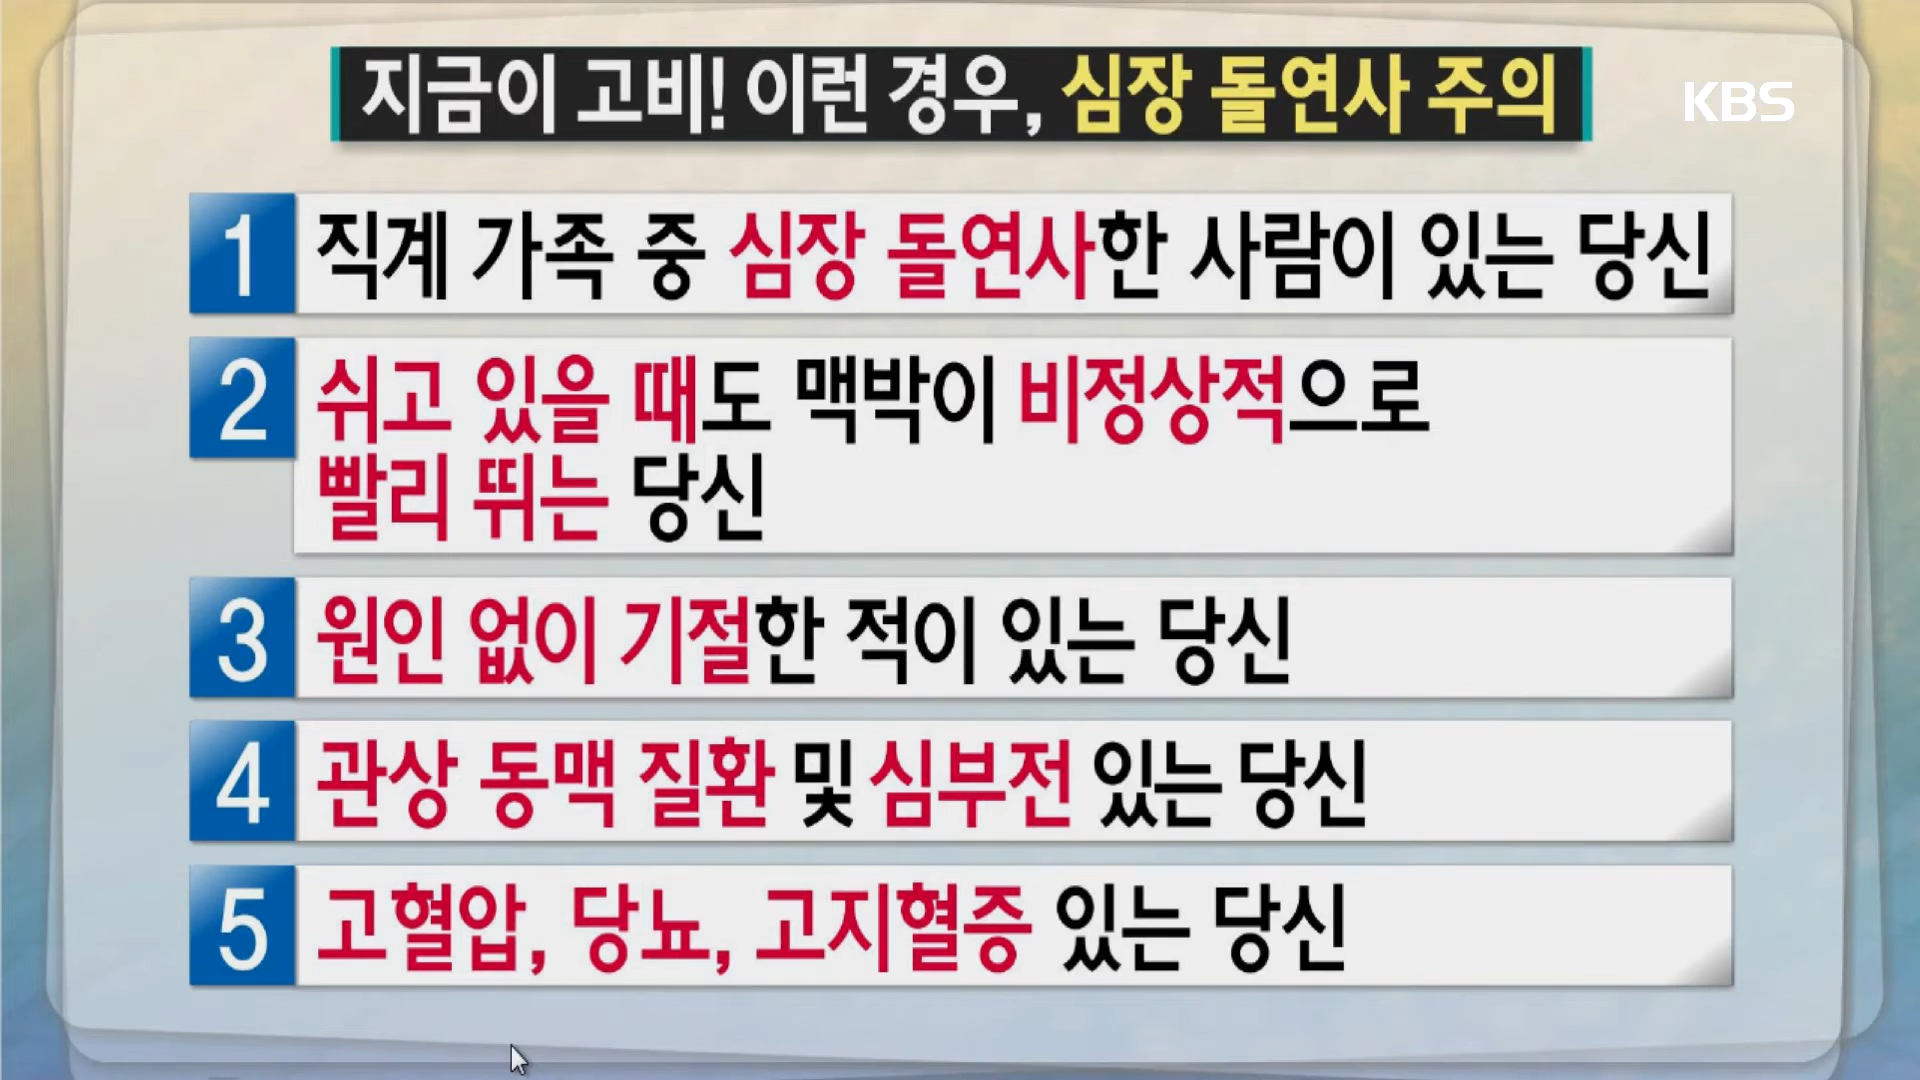 지금이 고비! 이런 경우, 심장 돌연사 주의
KBS
1 직계 가족 중 심장 돌연사한 사람이 있는 당신
2 쉬고 있을 때도 맥박이 비정상적으로
빨리 뛰는 당신
3 원인 없이 기절한 적이 있는 당신
4 관상 동맥 질환 및 심부전 있는 당신
5 고혈압, 당뇨, 고지혈증 있는 당신